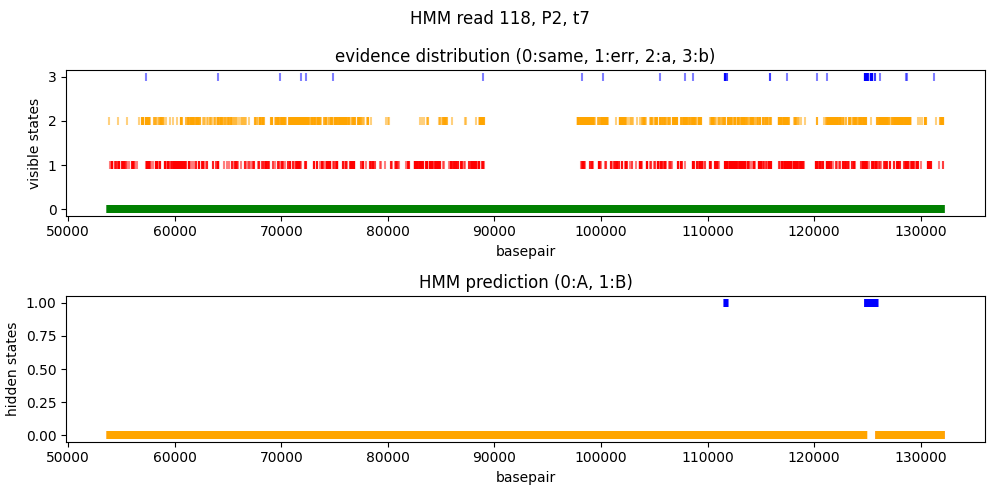 HMM read 118, P2, t7
evidence distribution (0:same, 1:err, 2:a, 3:b)
visible states
3
2
1
0
50000 60000 70000 80000 90000 100000 110000 120000 130000
basepair
HMM prediction (0:A, 1:B)
hidden states
1.00
0.75
0.50
0.25
0.00
50000 60000 70000 80000 90000 100000 110000 120000 130000
basepair